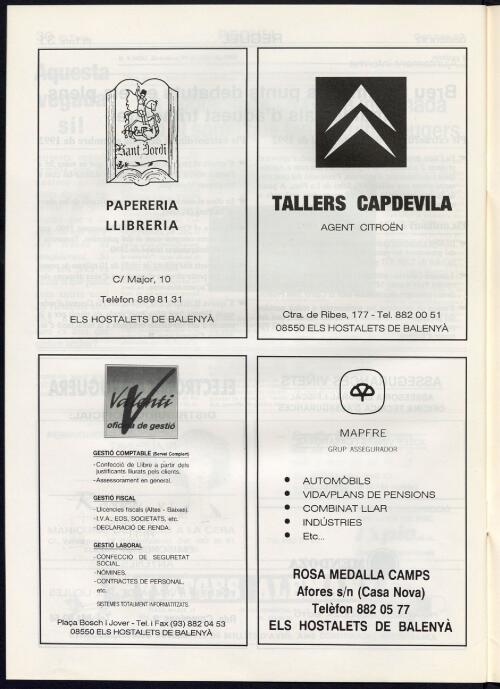 Sant Jordi
PAPERERIA
LLIBRERIA
C/ Major, 10
Telèfon 889 81 31
ELS HOSTALETS DE BALENYÀ
TALLERS CAPDEVILA
AGENT CITROËN
Ctra. de Ribes, 177 - Tel. 882 00 51
08550 ELS HOSTALETS DE BALENYÀ
Valentí
oficina de gestió
GESTIÓ COMPTABLE (Servei Complert)
-Confecció de Llibre a partir dels
justificants lliurats pels clients.
-Assessorament en general.
GESTIÓ FISCAL
-Llicències fiscals (Altes - Baixes).
-I.V.A., EOS, SOCIETATS, etc.
-DECLARACIÓ DE RENDA.
GESTIÓ LABORAL
-CONFECCIO DE SEGURETAT
SOCIAL.
-NOMINES.
-CONTRACTES DE PERSONAL,
etc.
SISTEMES TOTALMENT INFORMATITZATS.
Plaça Bosch i Jover - Tel. i Fax (93) 882 04 53
08550 ELS HOSTALETS DE BALENYÀ
MAPFRE
GRUP ASSEGURADOR
• AUTOMÒBILS
• VIDA/PLANS DE PENSIONS
• COMBINAT LLAR
• INDÚSTRIES
• Etc...
ROSA MEDALLA CAMPS
Afores s/n (Casa Nova)
Telèfon 882 05 77
ELS HOSTALETS DE BALENYÀ